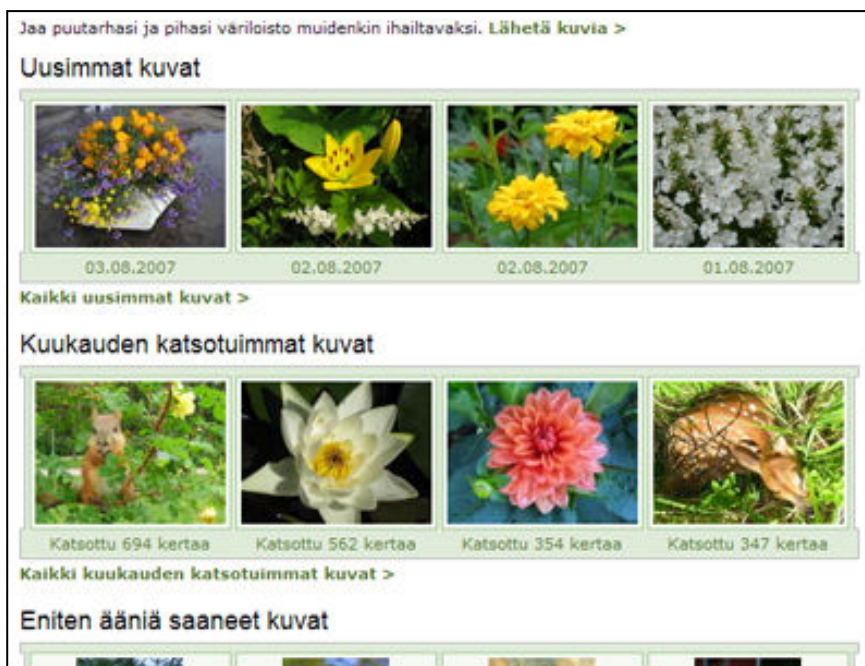 Jaa puutarhasi ja pihasi väriloisto muidenkin ihailtavaksi. Lähetä kuvia >
Uusimmat kuvat
03.08.2007 02.08.2007 02.08.2007 01.08.2007
Kaikki uusimmat kuvat >
Kuukauden katsotuimmat kuvat
Katsottu 694 kertaa Katsottu 562 kertaa Katsottu 354 kertaa Katsottu 347 kertaa
Kaikki kuukauden katsotuimmat kuvat >
Eniten ääniä saaneet kuvat